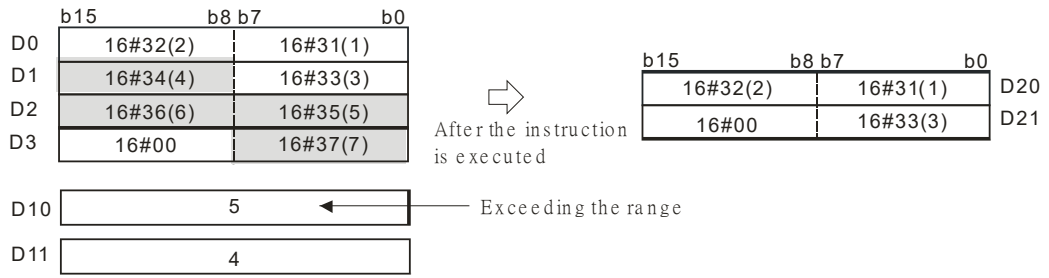 b15 b8 b7 b0
D0 16#32(2) 16#31(1)
D1 16#34(4) 16#33(3)
D2 16#36(6) 16#35(5)
D3 16#00 16#37(7)
After the instruction
is executed
b15 b8 b7 b0
16#32(2) 16#31(1) D20
16#00 16#33(3) D21
D10 5 Exceeding the range
D11 4